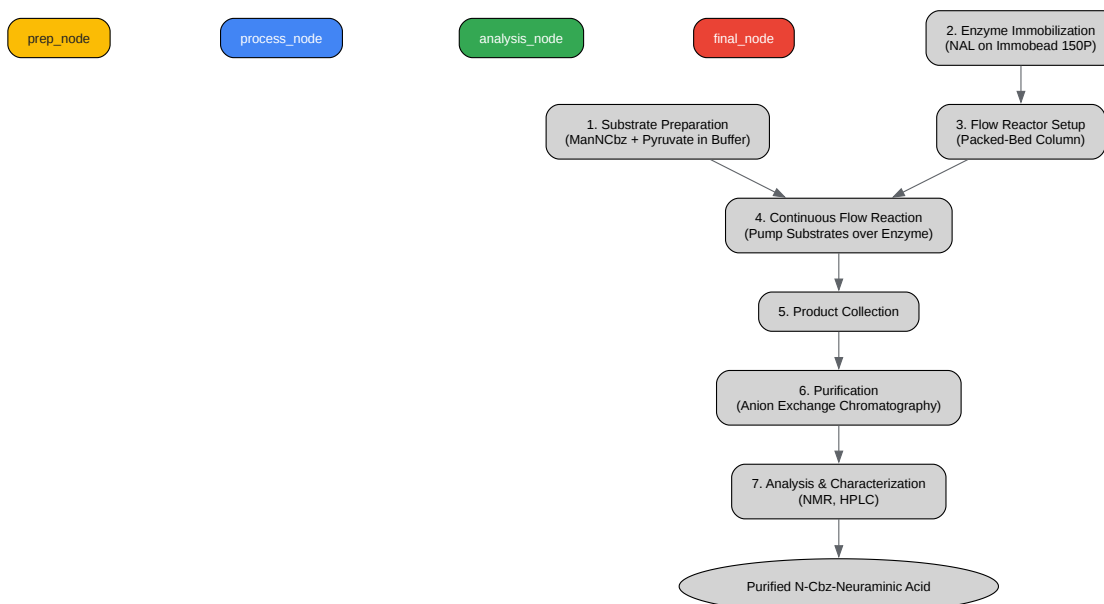 prep_node
process_node
analysis_node
final_node
2. Enzyme Immobilization
(NAL on Immobead 150P)
1. Substrate Preparation
(ManNCbz + Pyruvate in Buffer)
3. Flow Reactor Setup
(Packed-Bed Column)
4. Continuous Flow Reaction
(Pump Substrates over Enzyme)
5. Product Collection
6. Purification
(Anion Exchange Chromatography)
7. Analysis & Characterization
(NMR, HPLC)
Purified N-Cbz-Neuraminic Acid